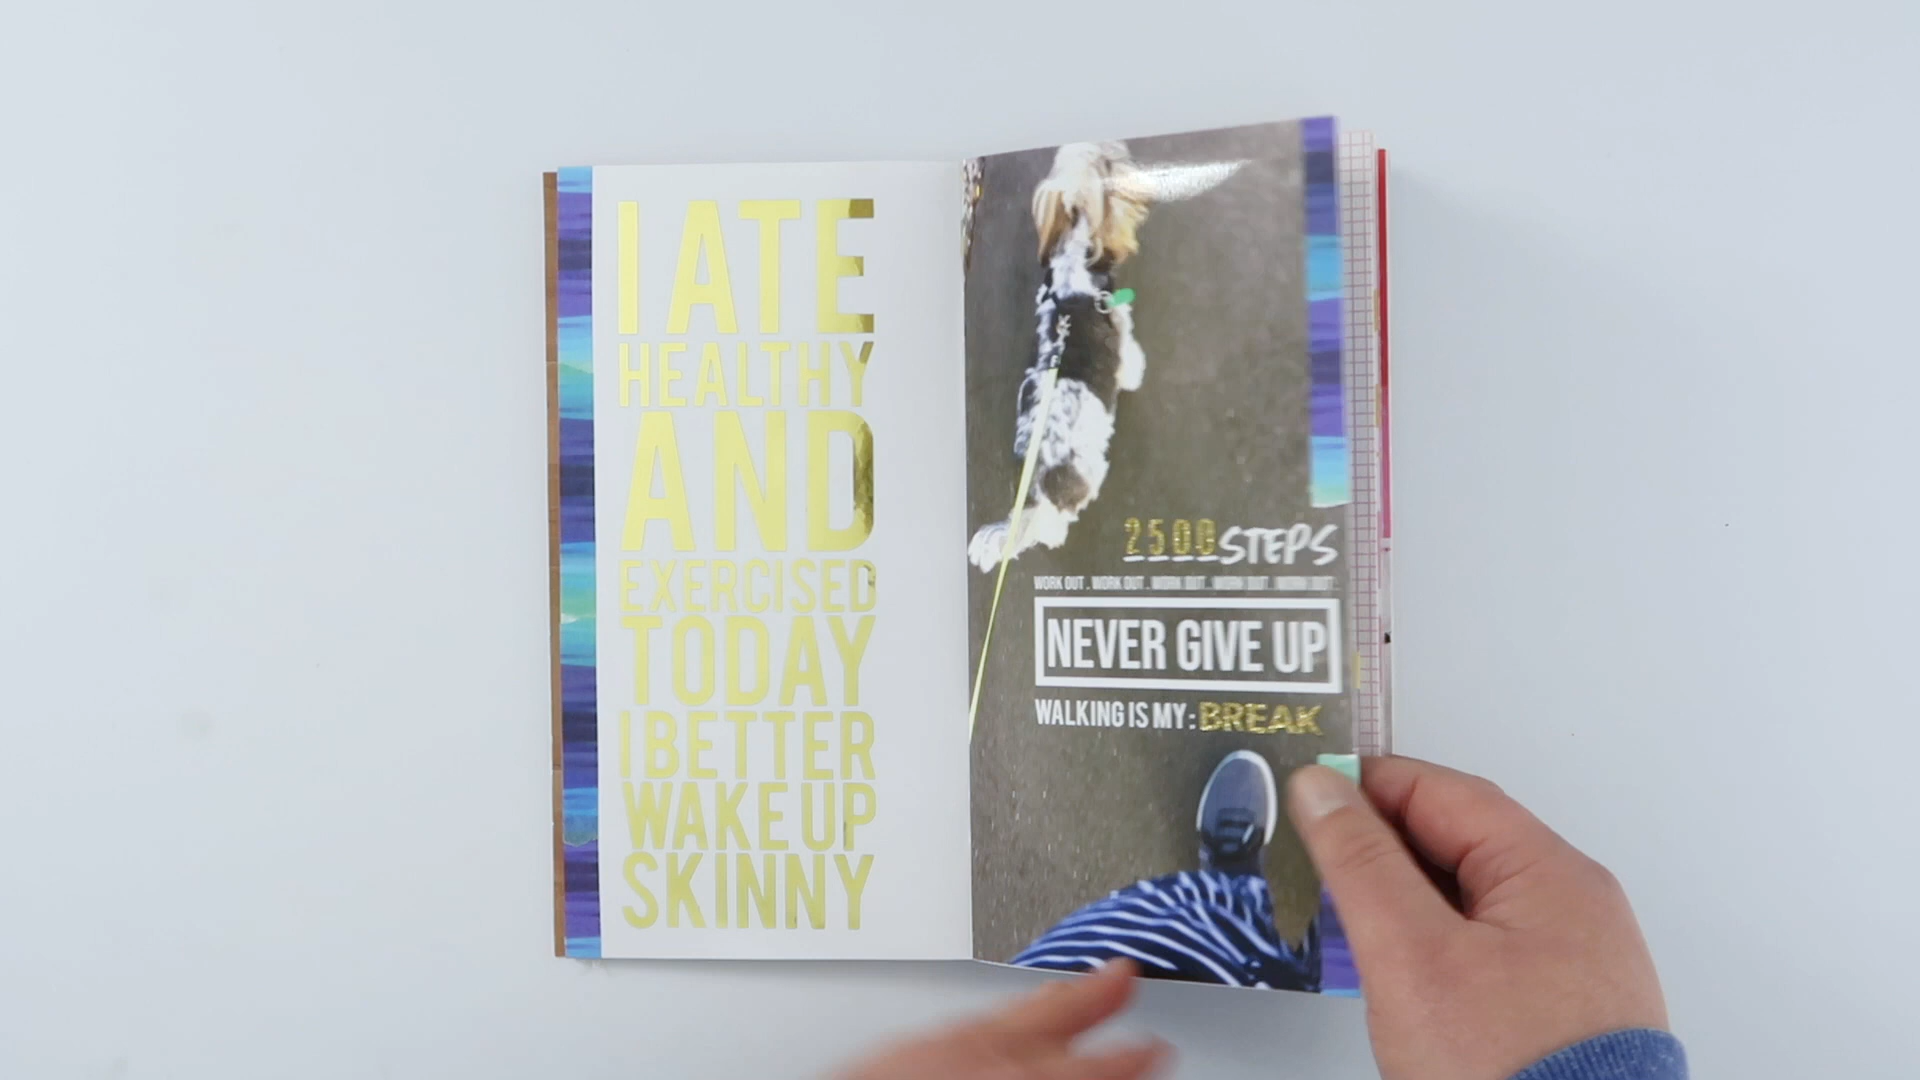 I ATE
HEALTHY
AND
EXERCISED
TODAY
I BETTER
WAKE UP
SKINNY
2500 STEPS
WORK OUT . WORK OUT . WORK OUT . WORK OUT . WORK OUT
NEVER GIVE UP
WALKING IS MY: BREAK